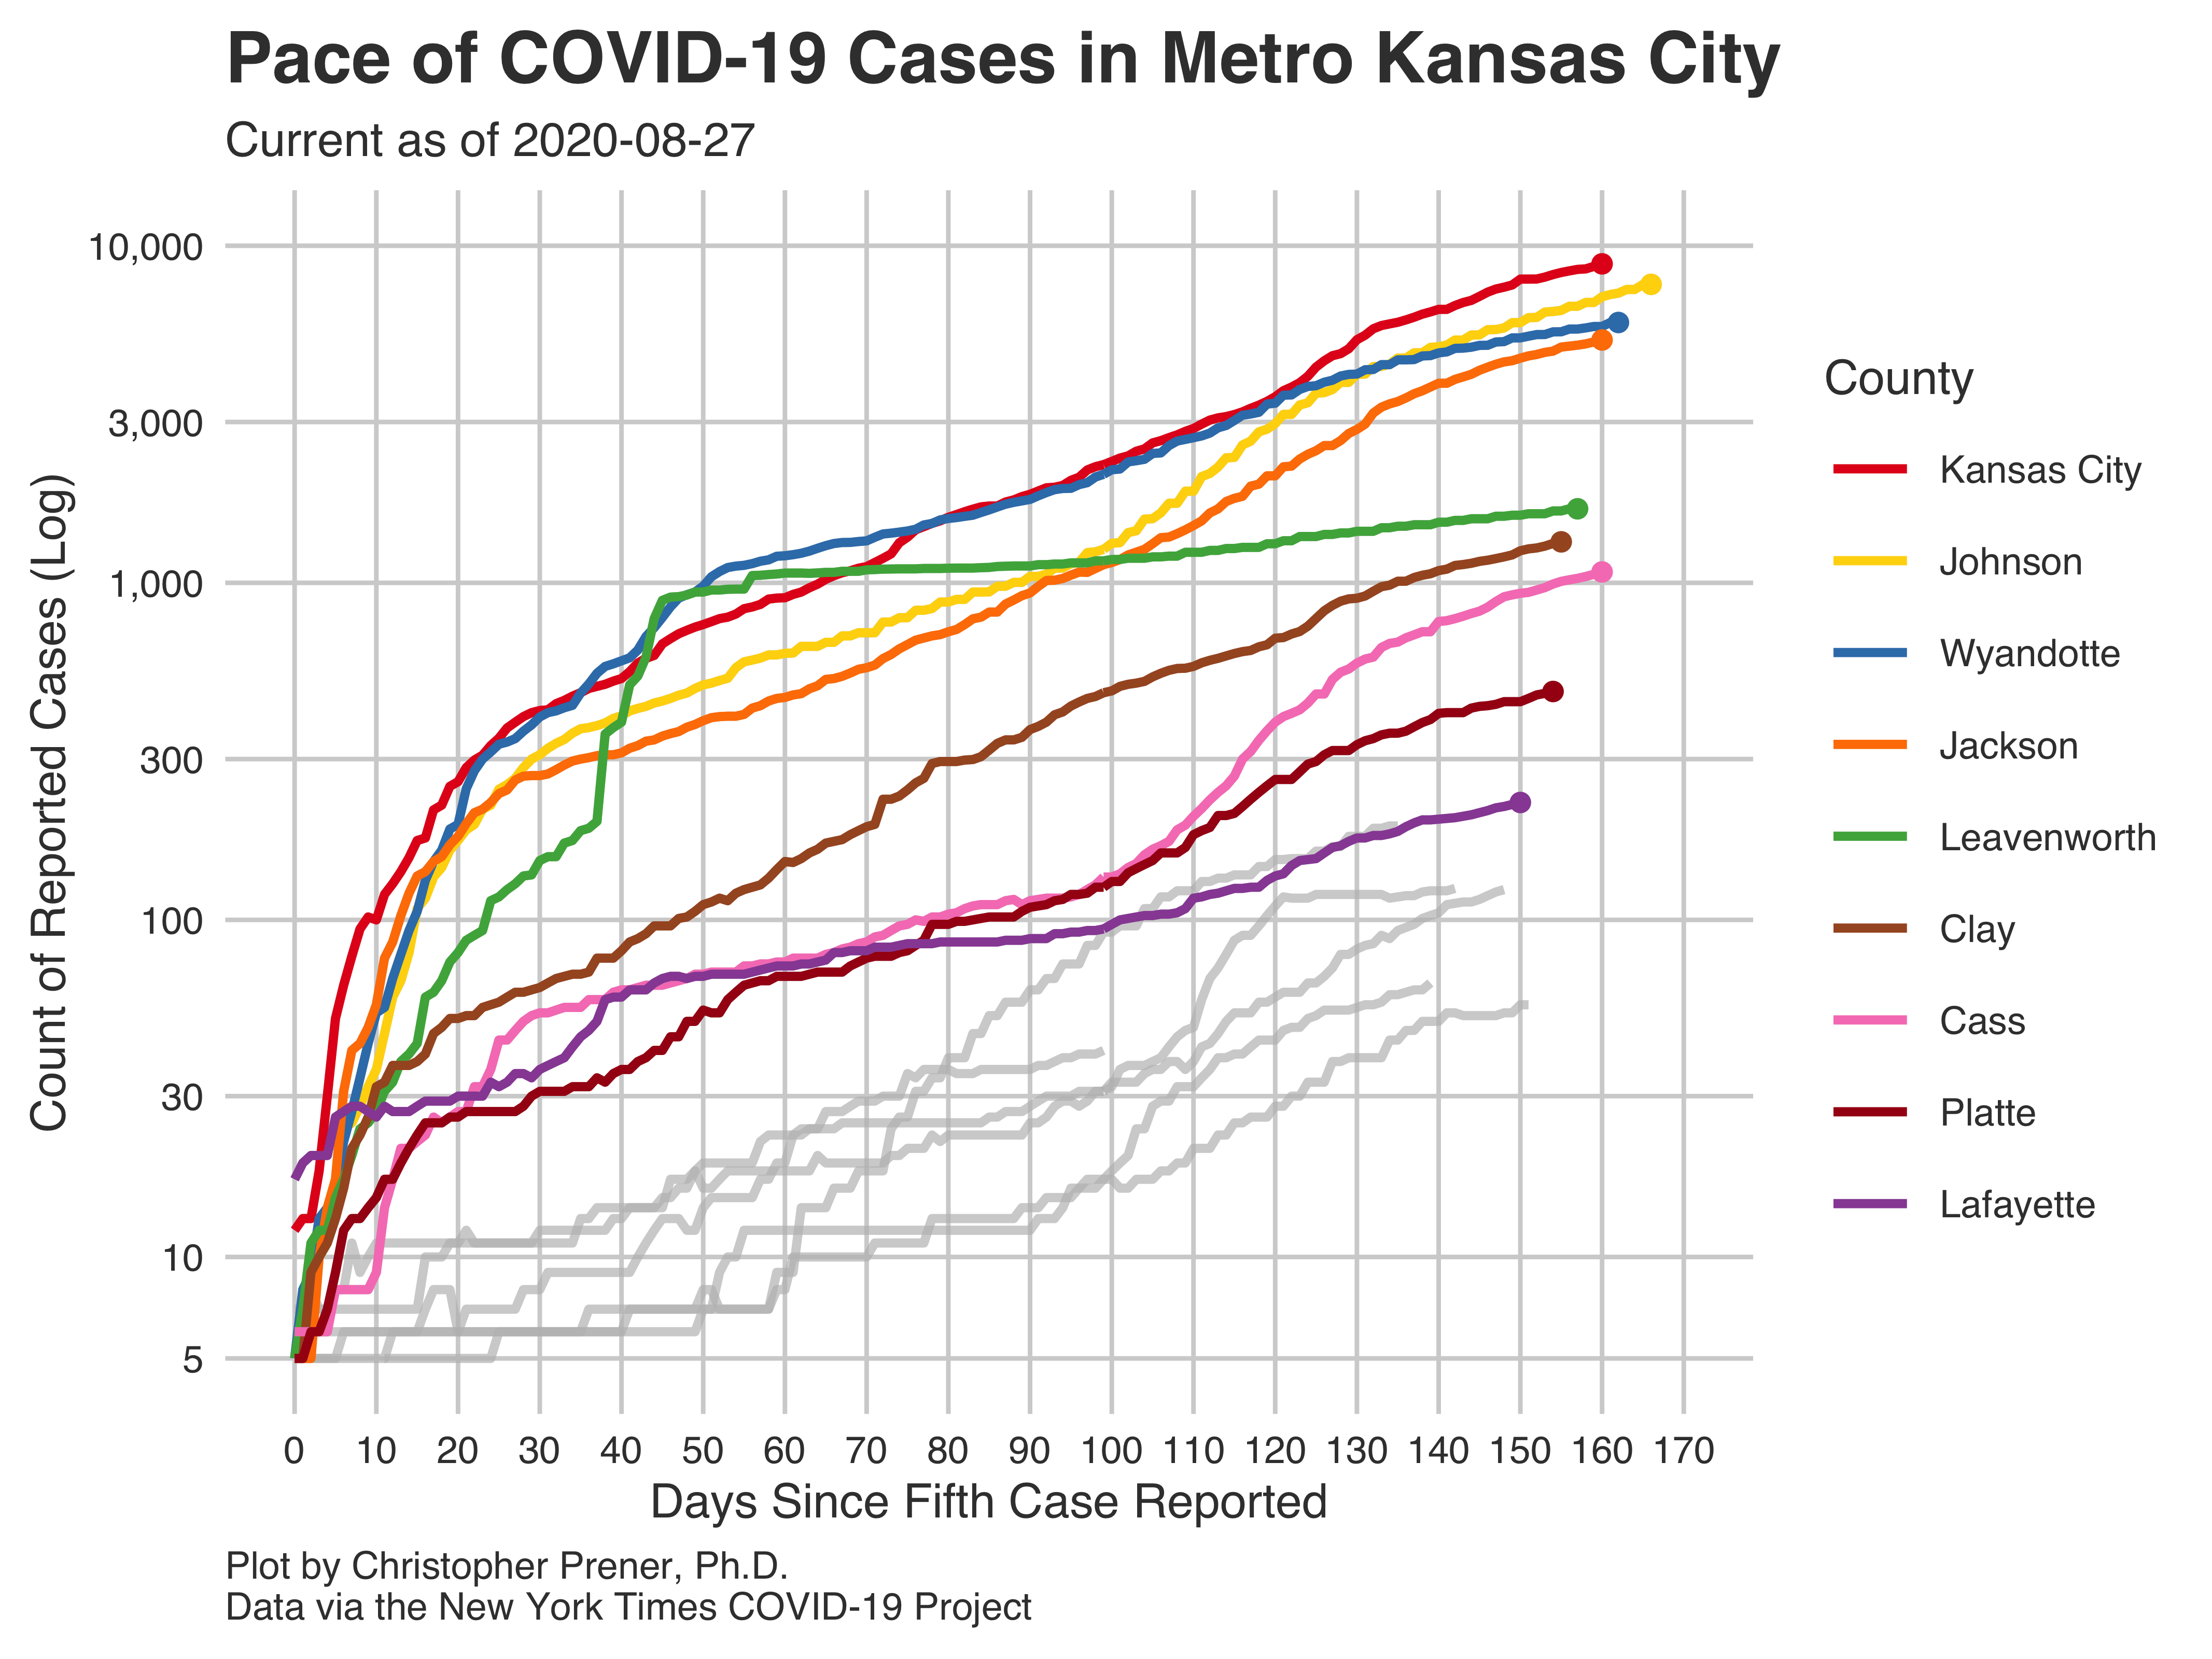 Pace of COVID-19 Cases in Metro Kansas City
Current as of 2020-08-27
Count of Reported Cases (Log)
10,000
3,000
1,000
300
100
30
10
5
0 10 20 30 40 50 60 70 80 90 100 110 120 130 140 150 160 170
Days Since Fifth Case Reported
County
Kansas City
Johnson
Wyandotte
Jackson
Leavenworth
Clay
Cass
Platte
Lafayette
Plot by Christopher Prener, Ph.D.
Data via the New York Times COVID-19 Project